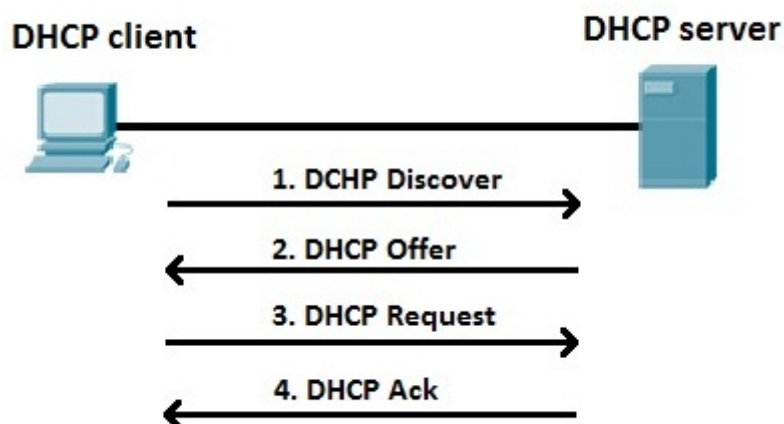 DHCP client
DHCP server
1. DCHP Discover
2. DHCP Offer
3. DHCP Request
4. DHCP Ack